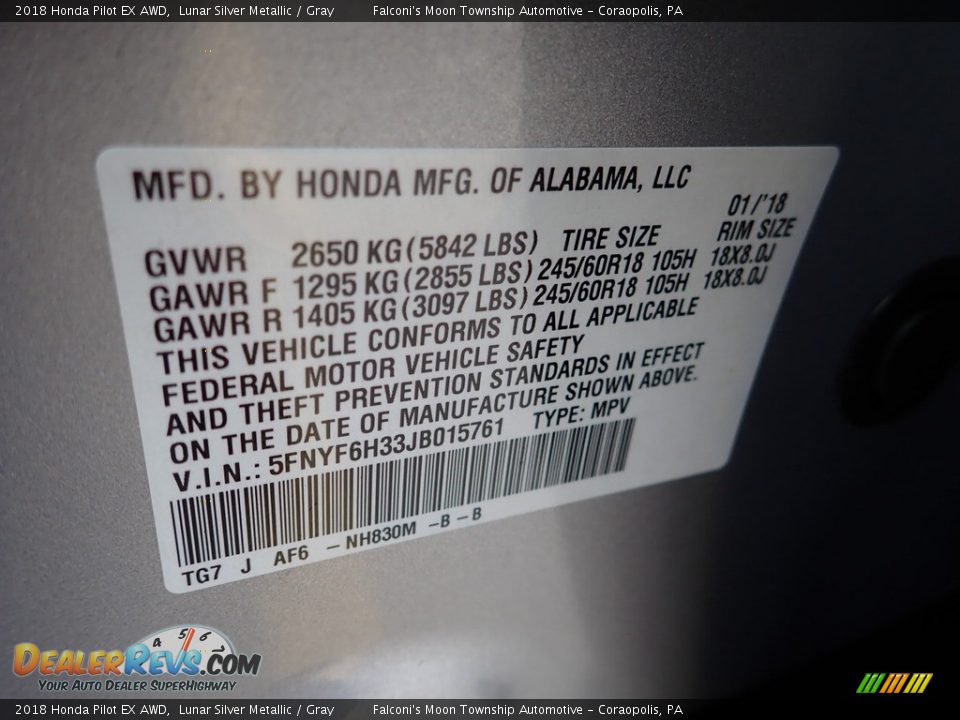 2018 Honda Pilot EX AWD,  Lunar Silver Metallic / Gray  Falconi's Moon Township Automotive - Coraopolis, PA
MFD. BY HONDA MFG. OF ALABAMA, LLC
01/'18
GVWR 2650 KG (5842 LBS) TIRE SIZE RIM SIZE
GAWR F 1295 KG (2855 LBS) 245/60R18 105H 18X8.0J
GAWR R 1405 KG (3097 LBS) 245/60R18 105H 18X8.0J
THIS VEHICLE CONFORMS TO ALL APPLICABLE
FEDERAL MOTOR VEHICLE SAFETY
AND THEFT PREVENTION STANDARDS IN EFFECT
ON THE DATE OF MANUFACTURE SHOWN ABOVE.
V.I.N.: 5FNYF6H33JB015761 TYPE: MPV
TG7 J AF6 - NH830M -B - B
4 5 6 7
DEALERREVS.COM
YOUR AUTO DEALER SUPERHIGHWAY
2018 Honda Pilot EX AWD,  Lunar Silver Metallic / Gray  Falconi's Moon Township Automotive - Coraopolis, PA